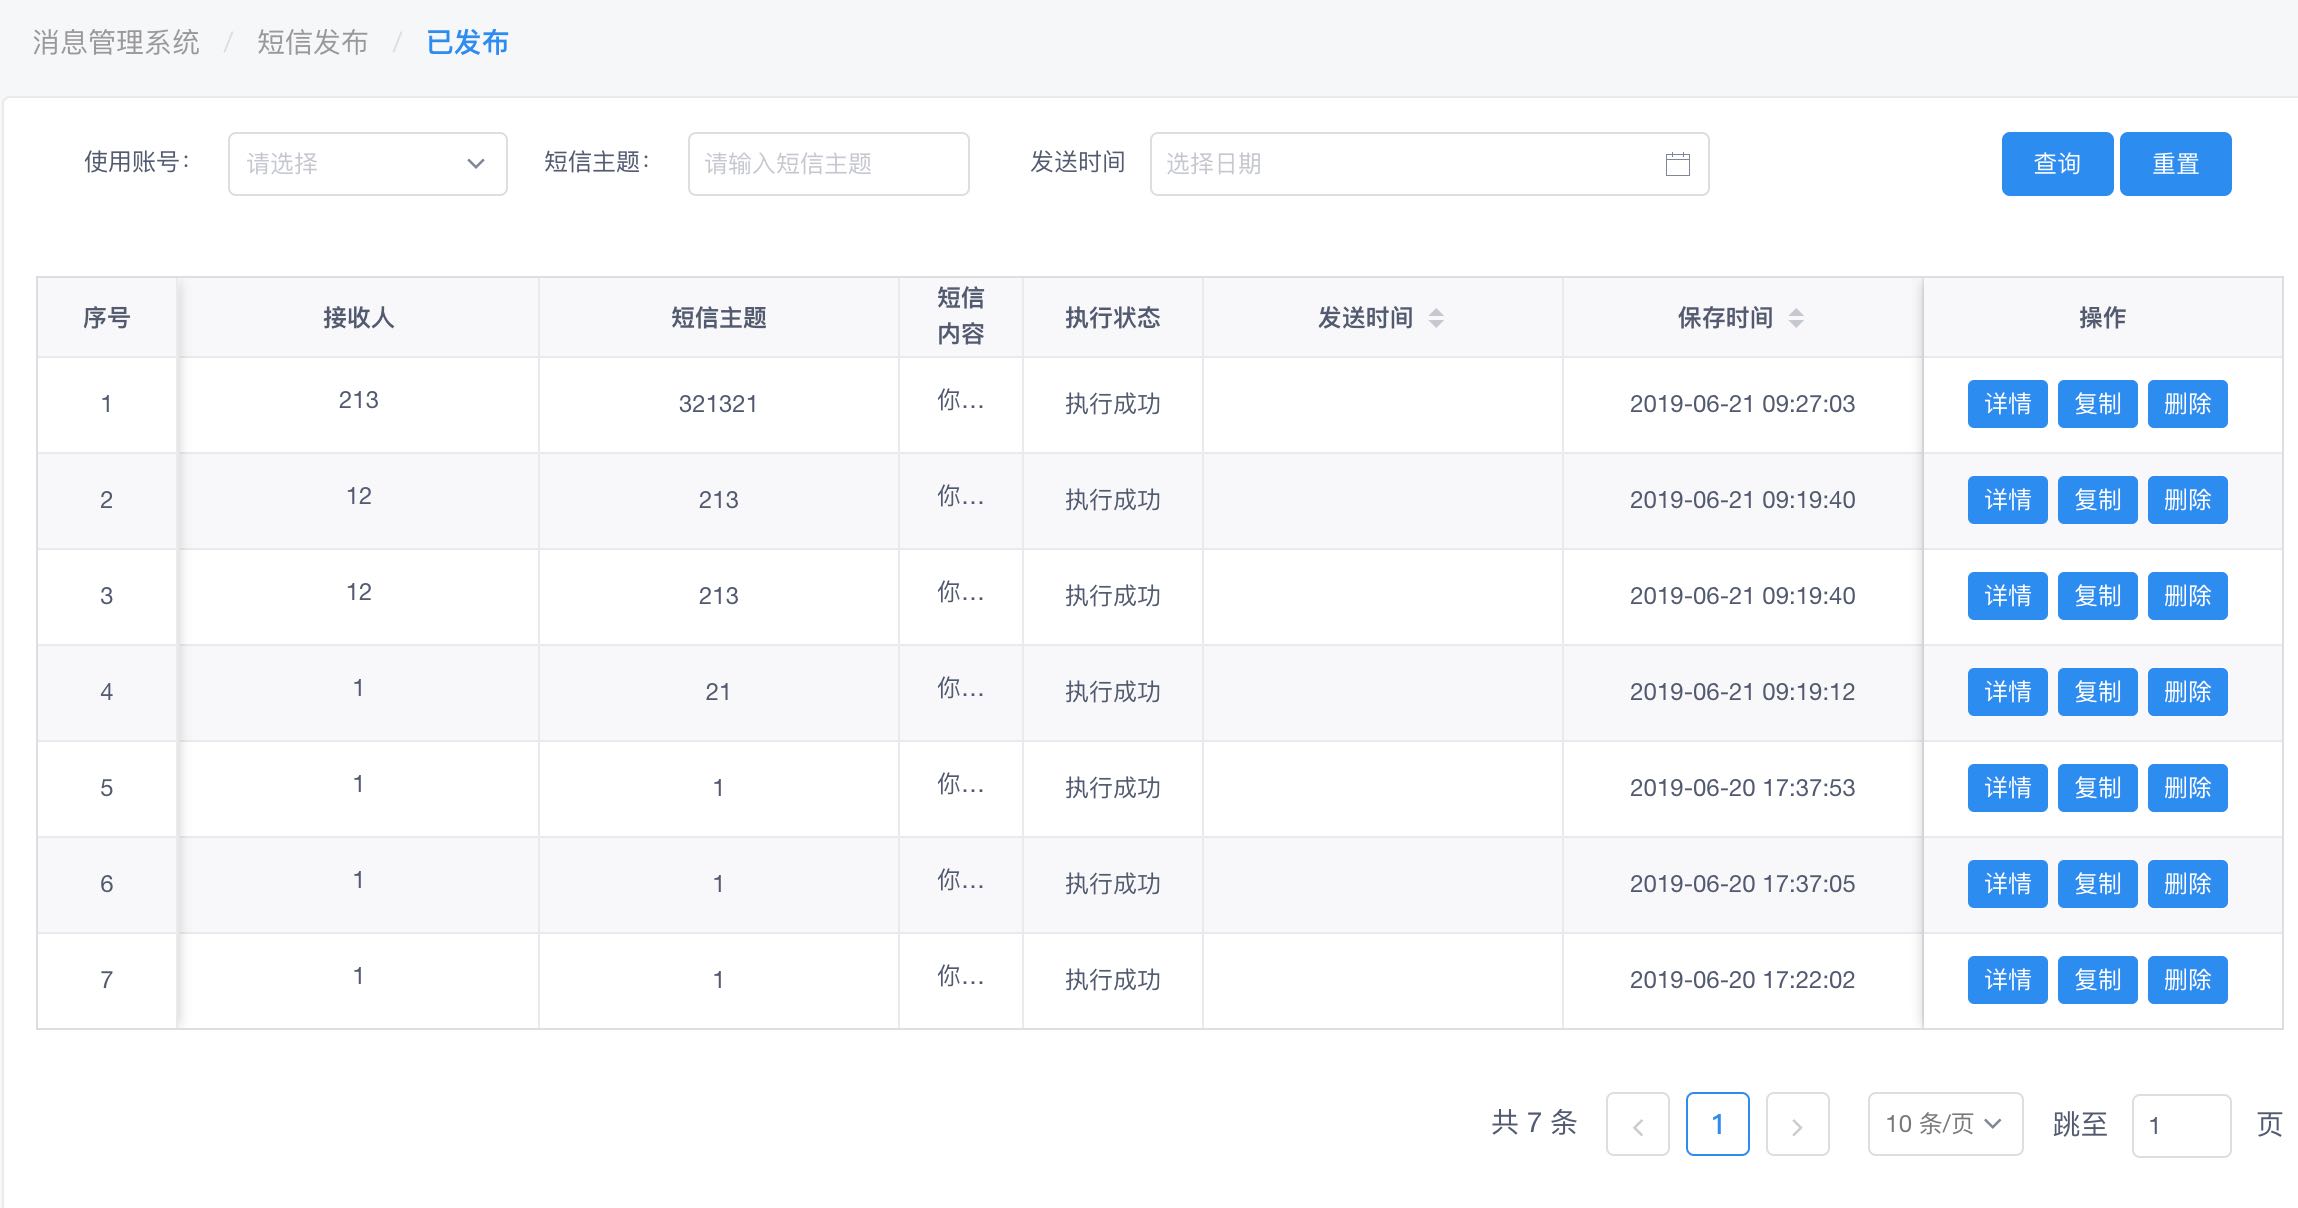 消息管理系统 / 短信发布 / 已发布
使用账号： 请选择 短信主题： 请输入短信主题 发送时间 选择日期 查询 重置
序号 接收人 短信主题 短信内容 执行状态 发送时间 保存时间 操作
1 213 321321 你... 执行成功 2019-06-21 09:27:03 详情 复制 删除
2 12 213 你... 执行成功 2019-06-21 09:19:40 详情 复制 删除
3 12 213 你... 执行成功 2019-06-21 09:19:40 详情 复制 删除
4 1 21 你... 执行成功 2019-06-21 09:19:12 详情 复制 删除
5 1 1 你... 执行成功 2019-06-20 17:37:53 详情 复制 删除
6 1 1 你... 执行成功 2019-06-20 17:37:05 详情 复制 删除
7 1 1 你... 执行成功 2019-06-20 17:22:02 详情 复制 删除
共 7 条 < 1 > 10 条/页 跳至 1 页